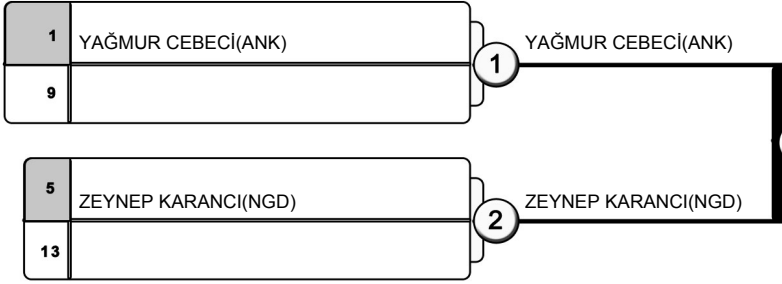 1 YAĞMUR CEBECİ(ANK)
9
1 YAĞMUR CEBECİ(ANK)
5 ZEYNEP KARANCI(NGD)
13
2 ZEYNEP KARANCI(NGD)